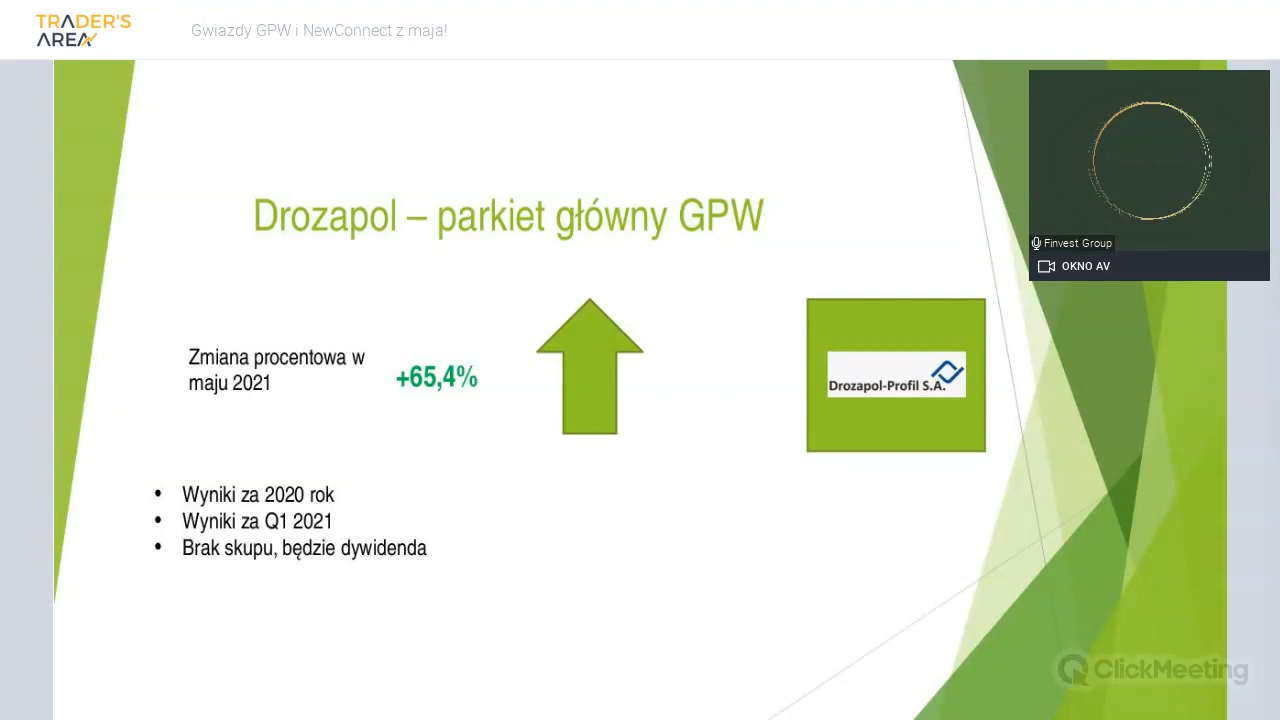 TRADER'S
AREA
Gwiazdy GPW i NewConnect z maja!
Finvest Group
OKNO AV
Drozapol – parkiet główny GPW
Zmiana procentowa w
maju 2021
+65,4%
Drozapol-Profil S.A.
• Wyniki za 2020 rok
• Wyniki za Q1 2021
• Brak skupu, będzie dywidenda
ClickMeeting